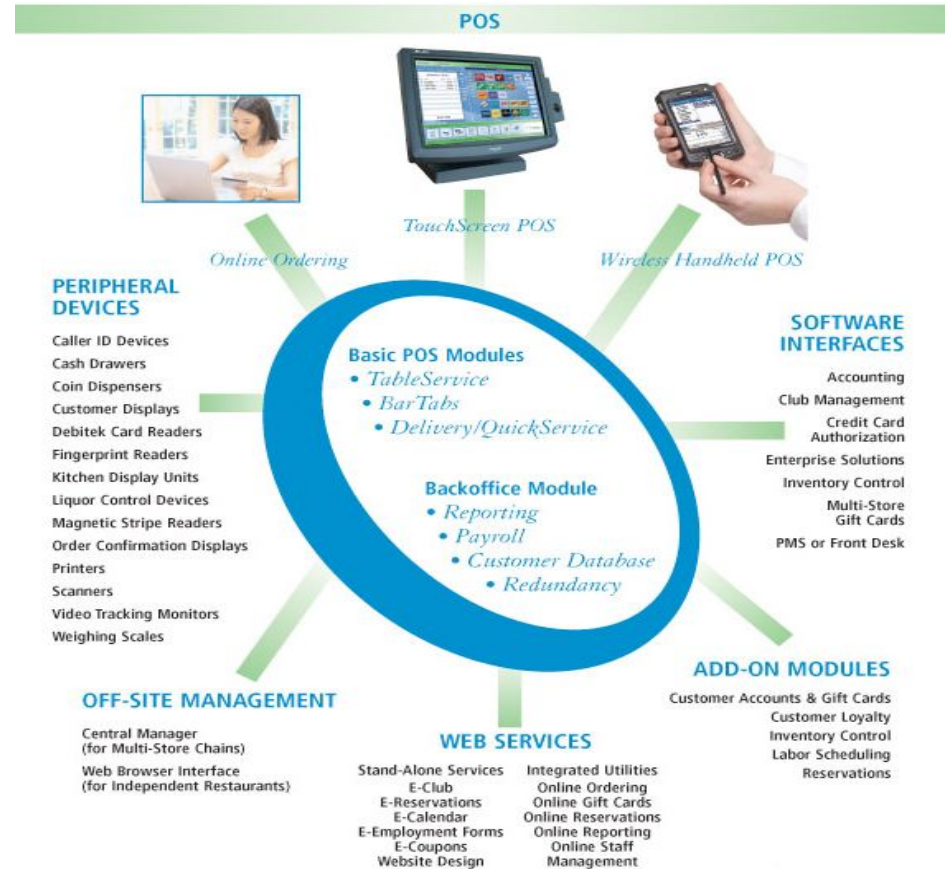 POS
Online Ordering
TouchScreen POS
Wireless Handheld POS
PERIPHERAL
DEVICES
Caller ID Devices
Cash Drawers
Coin Dispensers
Customer Displays
Debitek Card Readers
Fingerprint Readers
Kitchen Display Units
Liquor Control Devices
Magnetic Stripe Readers
Order Confirmation Displays
Printers
Scanners
Video Tracking Monitors
Weighing Scales
Basic POS Modules
• TableService
• BarTabs
• Delivery/QuickService
Backoffice Module
• Reporting
• Payroll
• Customer Database
• Redundancy
SOFTWARE
INTERFACES
Accounting
Club Management
Credit Card
Authorization
Enterprise Solutions
Inventory Control
Multi-Store
Gift Cards
PMS or Front Desk
OFF-SITE MANAGEMENT
Central Manager
(for Multi-Store Chains)
Web Browser Interface
(for Independent Restaurants)
WEB SERVICES
Stand-Alone Services
E-Club
E-Reservations
E-Calendar
E-Employment Forms
E-Coupons
Website Design
Integrated Utilities
Online Ordering
Online Gift Cards
Online Reservations
Online Reporting
Online Staff
Management
ADD-ON MODULES
Customer Accounts & Gift Cards
Customer Loyalty
Inventory Control
Labor Scheduling
Reservations